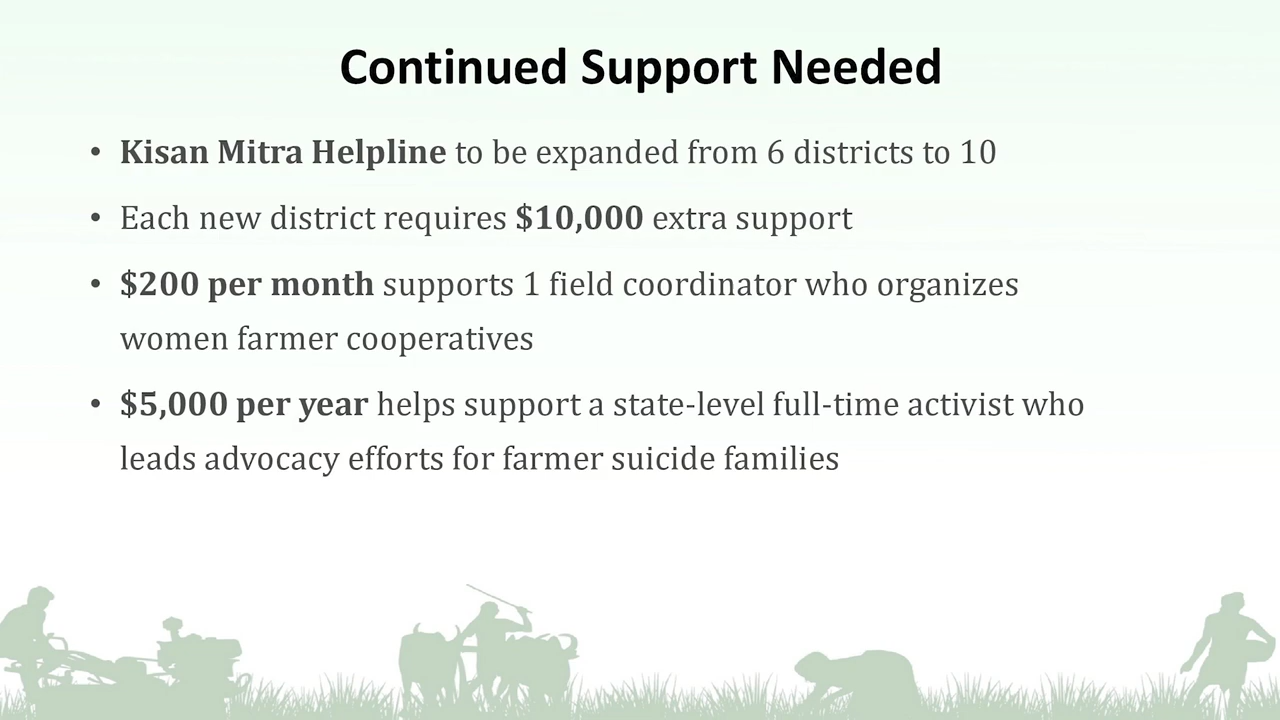 Continued Support Needed
• Kisan Mitra Helpline to be expanded from 6 districts to 10
• Each new district requires $10,000 extra support
• $200 per month supports 1 field coordinator who organizes
women farmer cooperatives
• $5,000 per year helps support a state-level full-time activist who
leads advocacy efforts for farmer suicide families